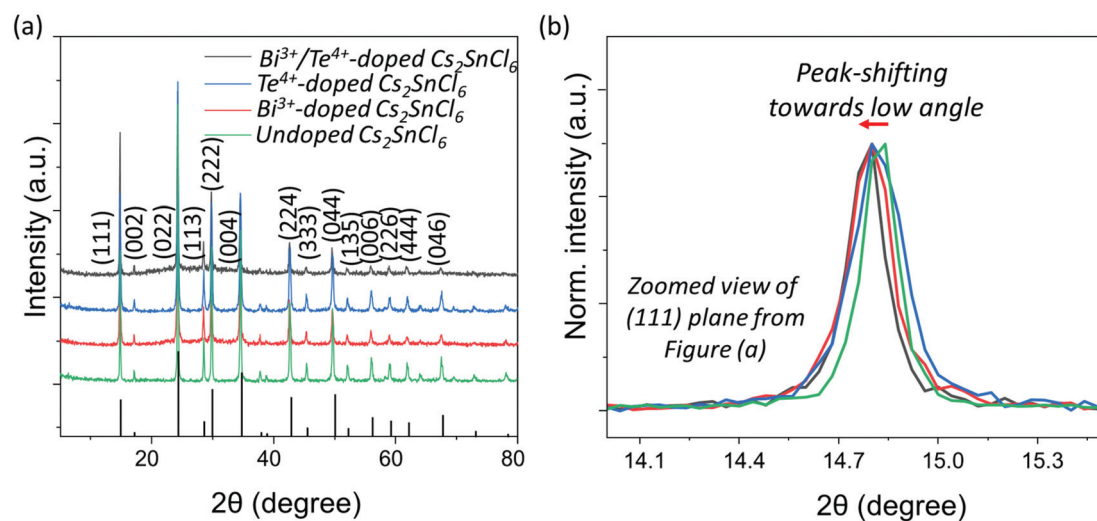 (a)
Intensity (a.u.)
Bi³⁺/Te⁴⁺-doped Cs₂SnCl₆
Te⁴⁺-doped Cs₂SnCl₆
Bi³⁺-doped Cs₂SnCl₆
Undoped Cs₂SnCl₆
(111)
(002)
(022)
(113)
(222)
(004)
(224)
(333)
(044)
(135)
(006)
(226)
(444)
(046)
20 40 60 80
2θ (degree)
(b)
Norm. intensity (a.u.)
Peak-shifting
towards low angle
Zoomed view of
(111) plane from
Figure (a)
14.1 14.4 14.7 15.0 15.3
2θ (degree)